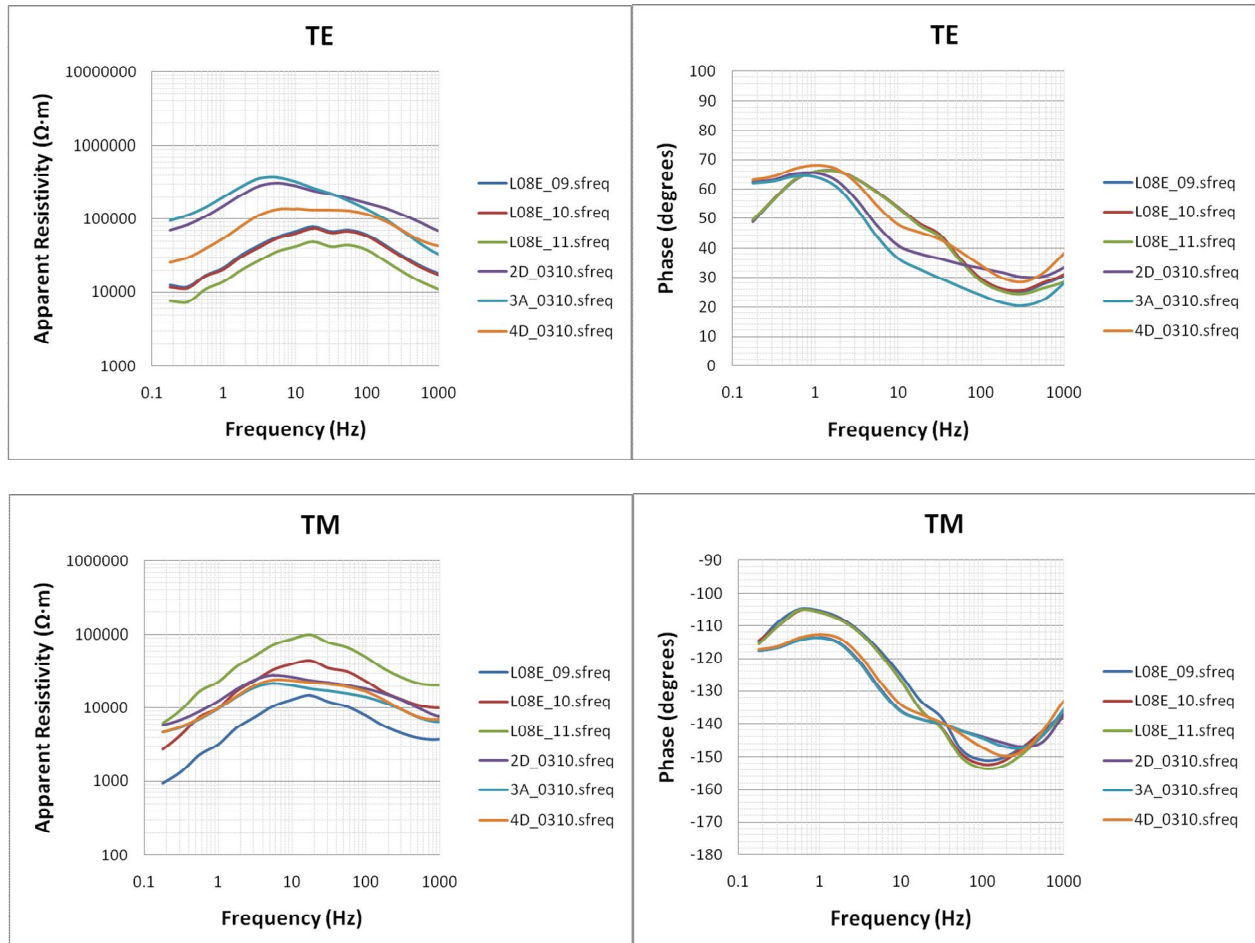 TE
Apparent Resistivity (Ω·m)
10000000
1000000
100000
10000
1000
0.1 1 10 100 1000
Frequency (Hz)
L08E_09.sfreq
L08E_10.sfreq
L08E_11.sfreq
2D_0310.sfreq
3A_0310.sfreq
4D_0310.sfreq
TE
Phase (degrees)
100
90
80
70
60
50
40
30
20
10
0
0.1 1 10 100 1000
Frequency (Hz)
L08E_09.sfreq
L08E_10.sfreq
L08E_11.sfreq
2D_0310.sfreq
3A_0310.sfreq
4D_0310.sfreq
TM
Apparent Resistivity (Ω·m)
1000000
100000
10000
1000
100
0.1 1 10 100 1000
Frequency (Hz)
L08E_09.sfreq
L08E_10.sfreq
L08E_11.sfreq
2D_0310.sfreq
3A_0310.sfreq
4D_0310.sfreq
TM
Phase (degrees)
-90
-100
-110
-120
-130
-140
-150
-160
-170
-180
0.1 1 10 100 1000
Frequency (Hz)
L08E_09.sfreq
L08E_10.sfreq
L08E_11.sfreq
2D_0310.sfreq
3A_0310.sfreq
4D_0310.sfreq